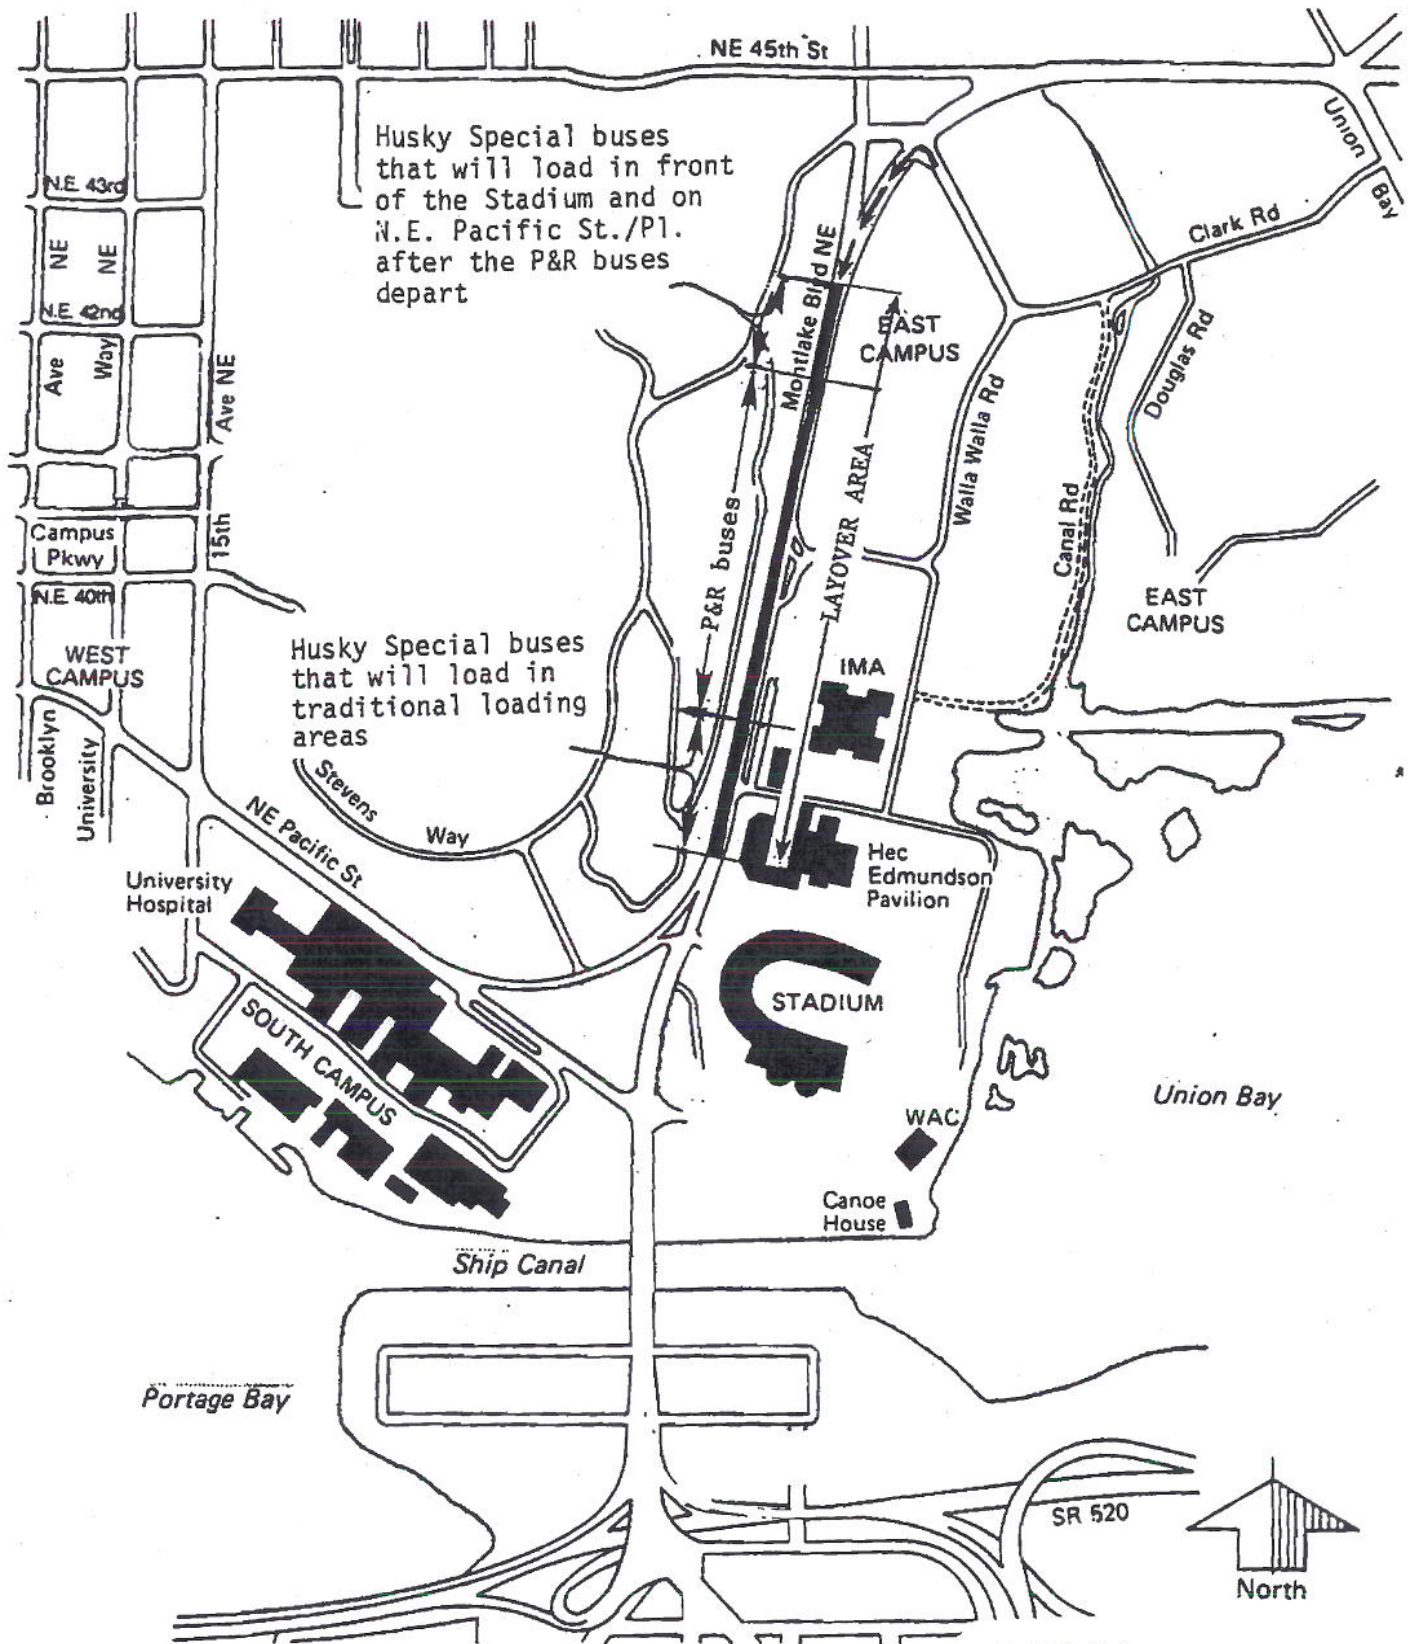 NE 45th St
Husky Special buses
that will load in front
of the Stadium and on
N.E. Pacific St./Pl.
after the P&R buses
depart
Union
Bay
N.E. 43rd
Clark Rd
NE
NE
N.E. 42nd
Montlake Blvd NE
EAST
CAMPUS
Douglas Rd
Ave
Way
Ave NE
Walla Walla Rd
LAYOVER AREA
P&R buses
Canal Rd
15th
Campus
Pkwy
N.E. 40th
EAST
CAMPUS
WEST
CAMPUS
Husky Special buses
that will load in
traditional loading
areas
IMA
Brooklyn
University
Stevens
Way
NE Pacific St
Hec
Edmundson
Pavilion
University
Hospital
STADIUM
SOUTH CAMPUS
Union Bay
WAC
Canoe
House
Ship Canal
Portage Bay
SR 520
North